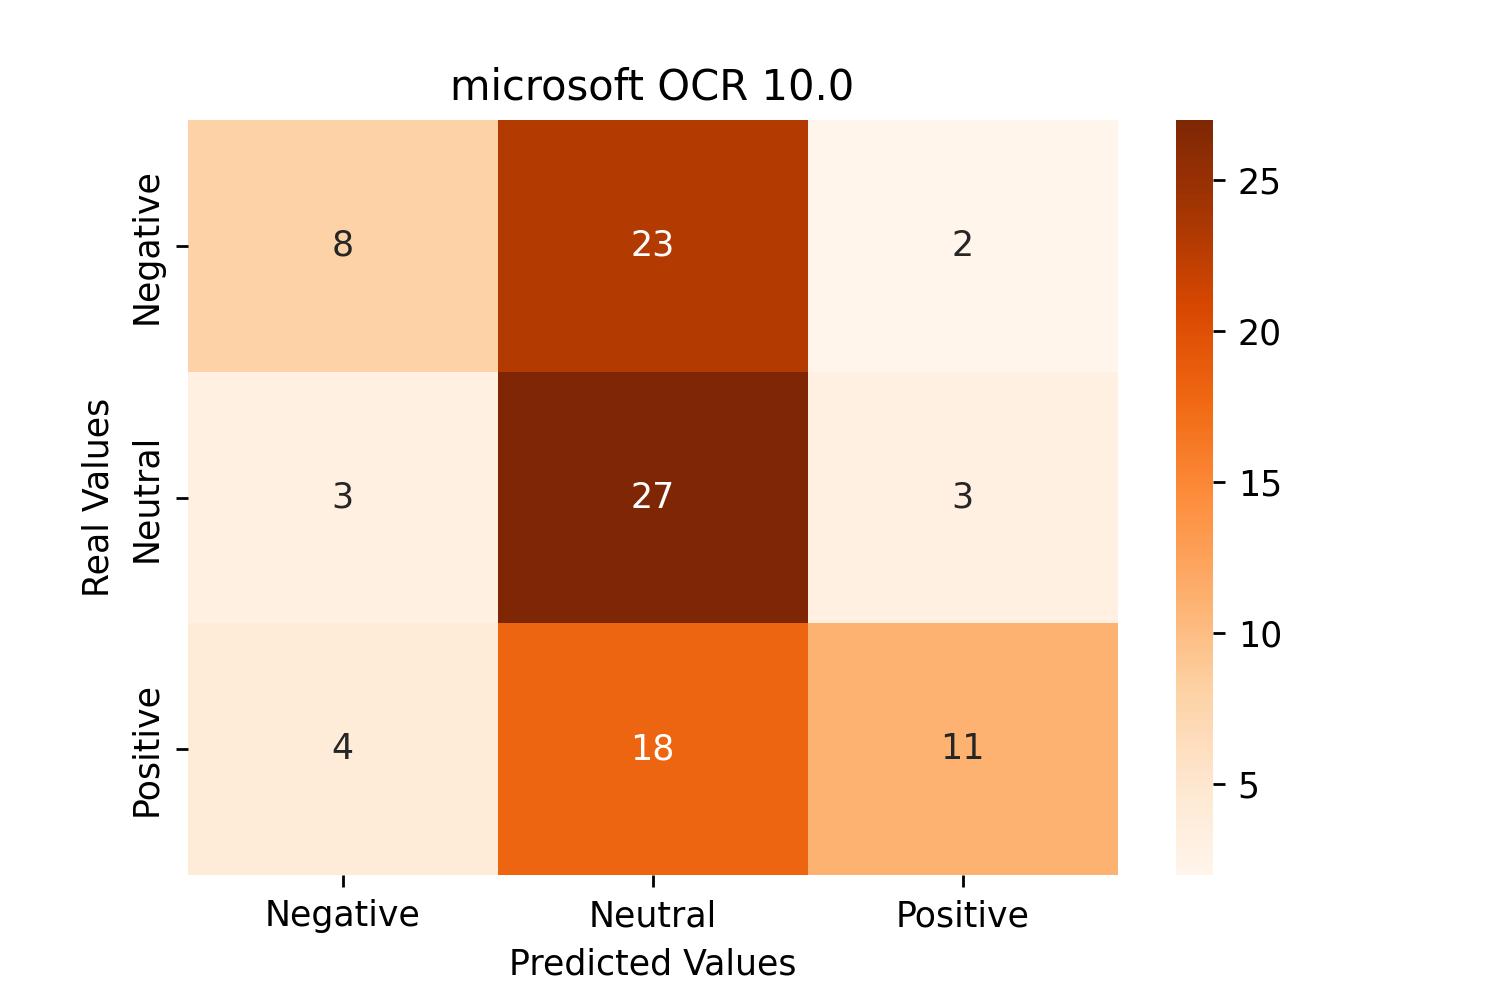 microsoft OCR 10.0
Real Values
Negative
8 23 2
Neutral
3 27 3
Positive
4 18 11
Negative Neutral Positive
Predicted Values
25
20
15
10
5